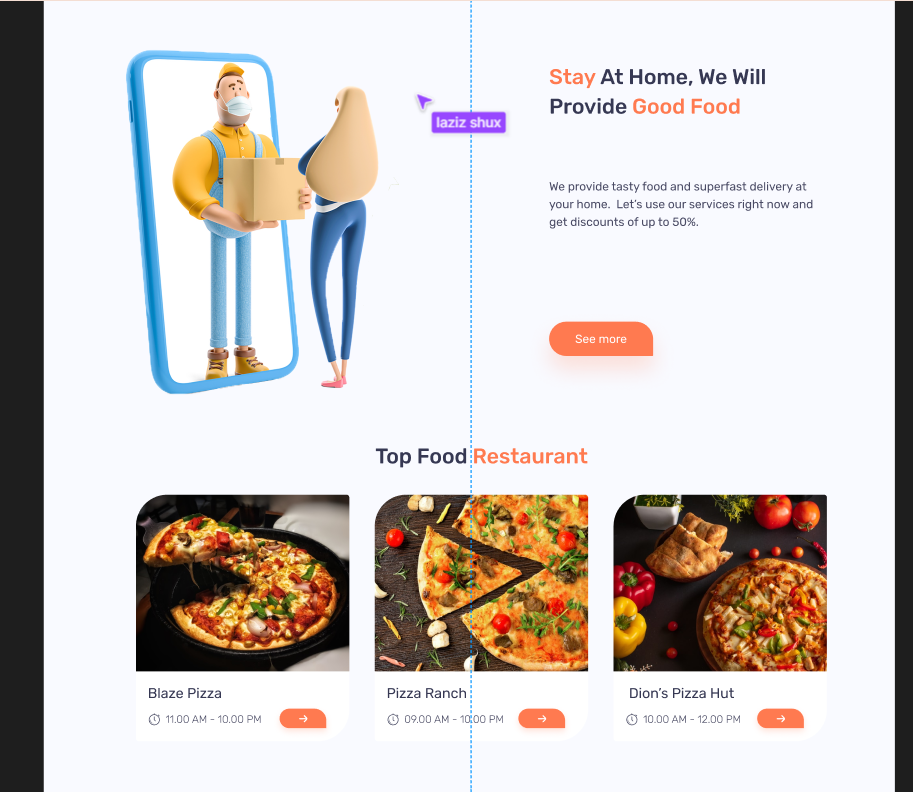 laziz shux
Stay At Home, We Will
Provide Good Food
We provide tasty food and superfast delivery at
your home.  Let's use our services right now and
get discounts of up to 50%.
See more
Top Food Restaurant
Blaze Pizza
11.00 AM - 10.00 PM
Pizza Ranch
09.00 AM - 10.00 PM
Dion's Pizza Hut
10.00 AM - 12.00 PM